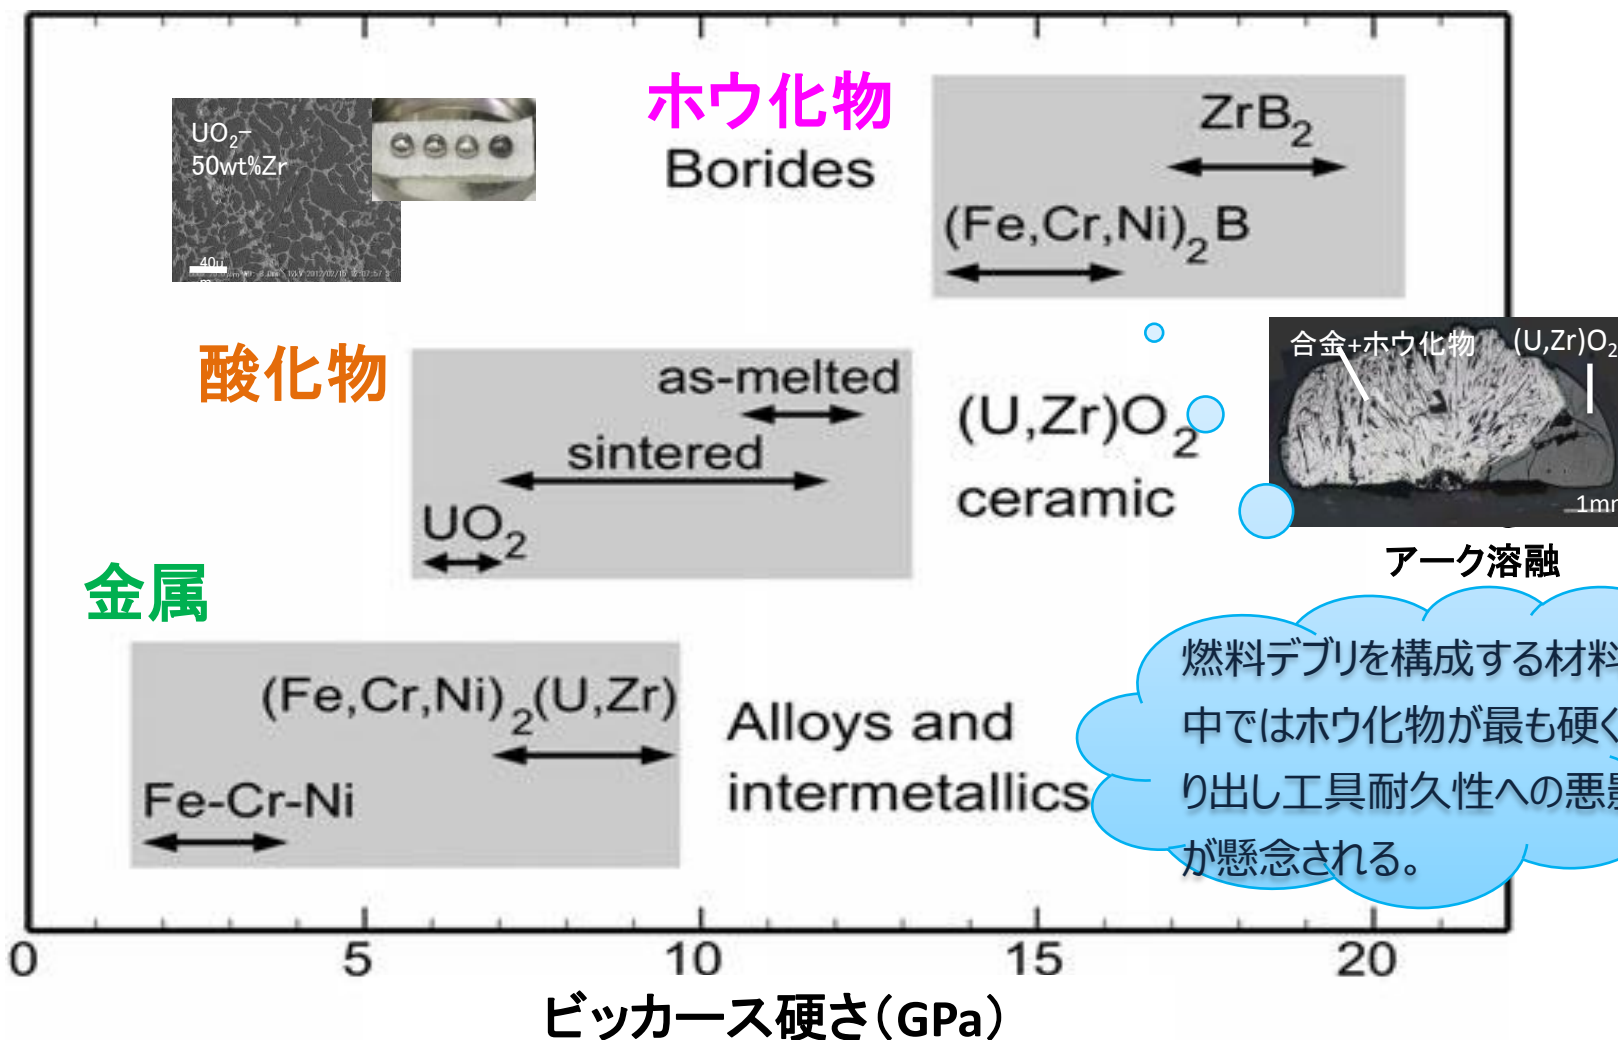 UO2-
50wt%Zr
40μ
m
ホウ化物
Borides
ZrB2
(Fe,Cr,Ni)2B
酸化物
as-melted
sintered
UO2
(U,Zr)O2
ceramic
合金+ホウ化物
(U,Zr)O2
1mm
アーク溶融
金属
(Fe,Cr,Ni)2(U,Zr)
Fe-Cr-Ni
Alloys and
intermetallics
燃料デブリを構成する材料
中ではホウ化物が最も硬く
り出し工具耐久性への悪影
が懸念される。
0 5 10 15 20
ビッカース硬さ(GPa)